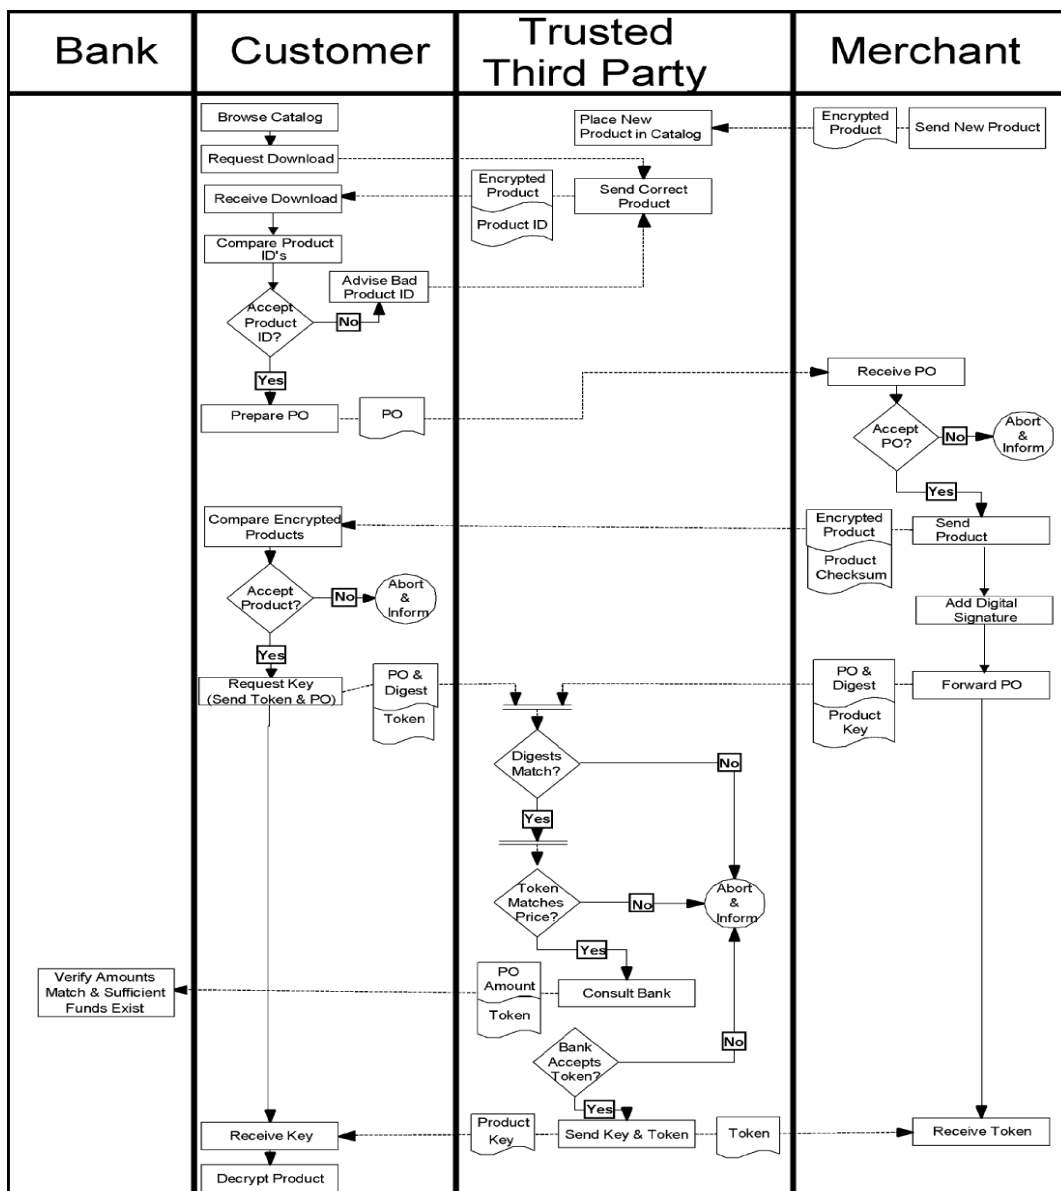 Bank
Customer
Trusted
Third Party
Merchant
Browse Catalog
Place New
Product in Catalog
Encrypted
Product
Send New Product
Request Download
Receive Download
Encrypted
Product
Product ID
Send Correct
Product
Compare Product
ID's
Advise Bad
Product ID
Accept
Product
ID?
No
Yes
Receive PO
Prepare PO
PO
Accept
PO?
No
Abort
&
Inform
Yes
Compare Encrypted
Products
Encrypted
Product
Product
Checksum
Send
Product
Accept
Product?
No
Abort
&
Inform
Add Digital
Signature
Yes
Request Key
(Send Token & PO)
PO &
Digest
Token
PO &
Digest
Product
Key
Forward PO
Digests
Match?
No
Yes
Token
Matches
Price?
No
Abort
&
Inform
Yes
Verify Amounts
Match & Sufficient
Funds Exist
PO
Amount
Token
Consult Bank
Bank
Accepts
Token?
No
Yes
Receive Key
Product
Key
Send Key & Token
Token
Receive Token
Decrypt Product